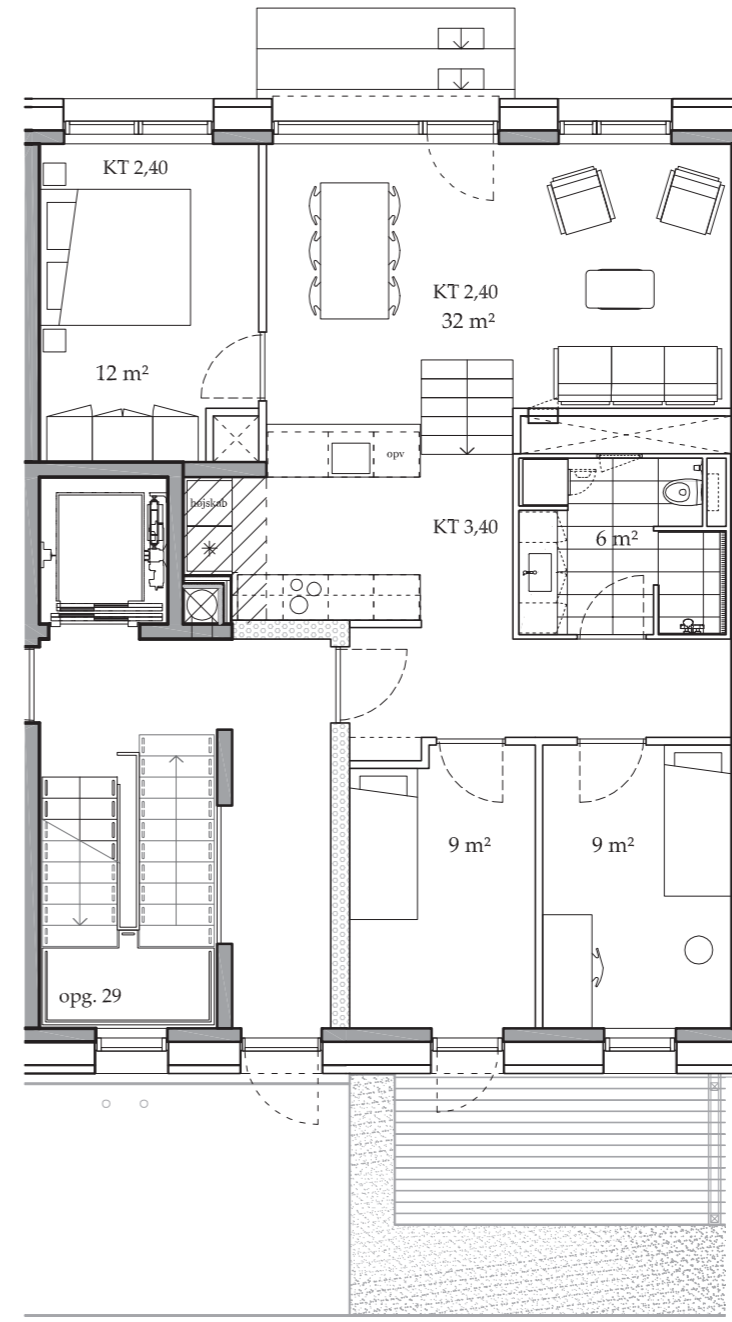 KT 2,40
KT 2,40
32 m²
12 m²
opv
højskab
KT 3,40
6 m²
9 m²
9 m²
opg. 29